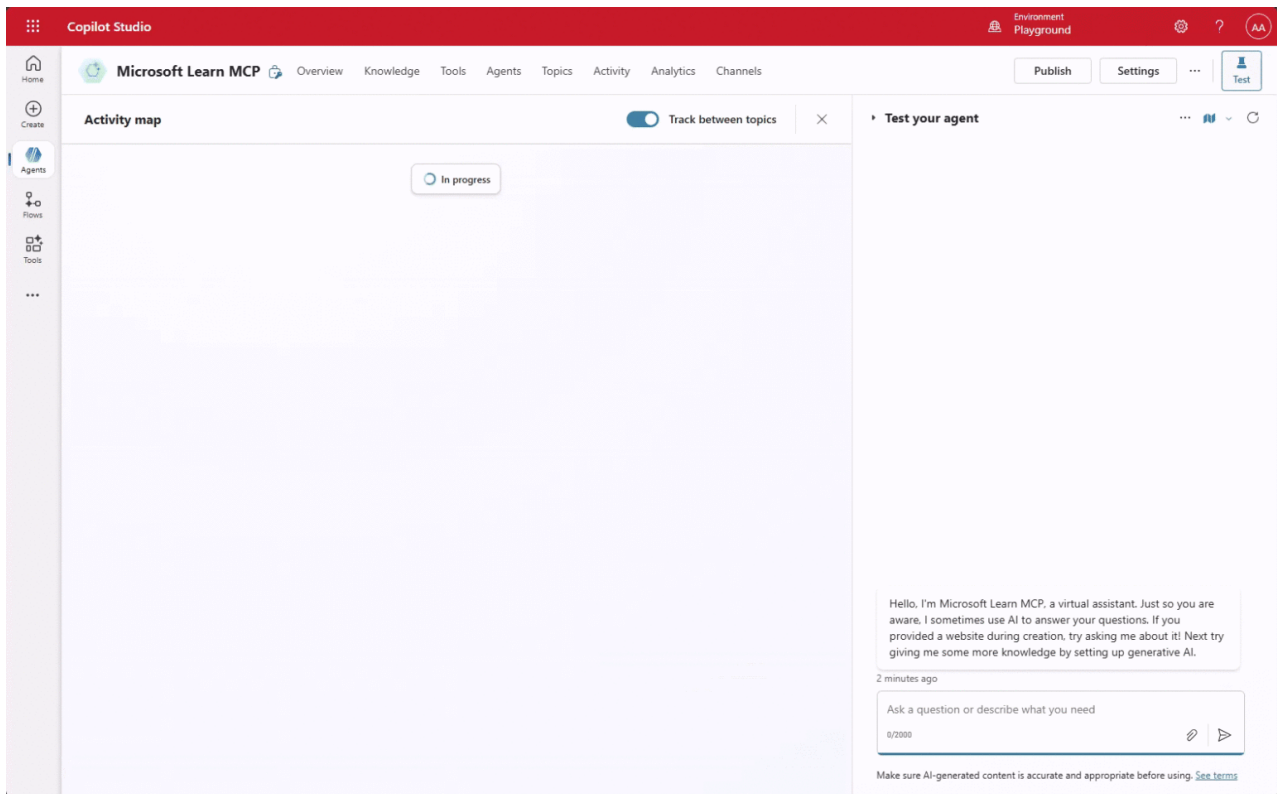 Copilot Studio
Environment
Playground
?
AA
Home
Create
Agents
Flows
Tools
Microsoft Learn MCP
Overview Knowledge Tools Agents Topics Activity Analytics Channels
Publish
Settings
Test
Activity map
Track between topics
In progress
Test your agent
Hello, I'm Microsoft Learn MCP, a virtual assistant. Just so you are
aware, I sometimes use AI to answer your questions. If you
provided a website during creation, try asking me about it! Next try
giving me some more knowledge by setting up generative AI.
2 minutes ago
Ask a question or describe what you need
0/2000
Make sure AI-generated content is accurate and appropriate before using. See terms